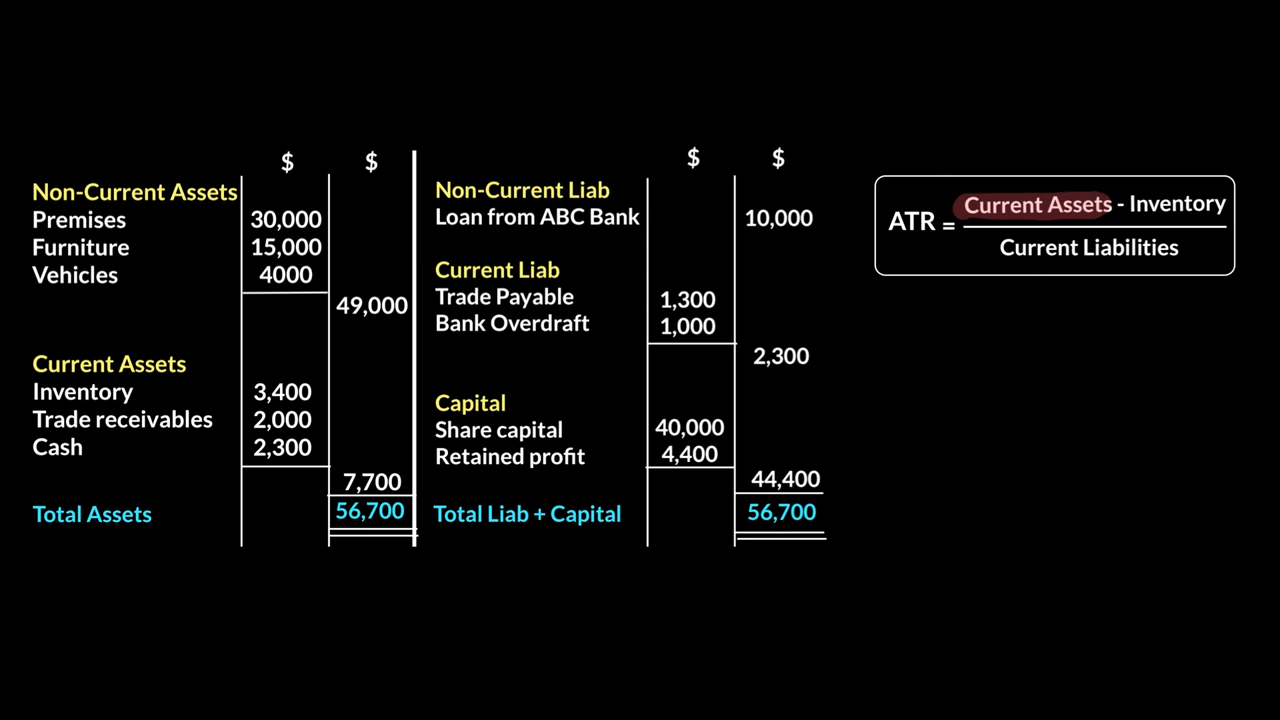 $ $
Non-Current Assets
Premises 30,000
Furniture 15,000
Vehicles 4000
49,000
Current Assets
Inventory 3,400
Trade receivables 2,000
Cash 2,300
7,700
Total Assets 56,700
$ $
Non-Current Liab
Loan from ABC Bank 10,000
Current Liab
Trade Payable 1,300
Bank Overdraft 1,000
2,300
Capital
Share capital 40,000
Retained profit 4,400
44,400
Total Liab + Capital 56,700
Current Assets - Inventory
ATR =
Current Liabilities